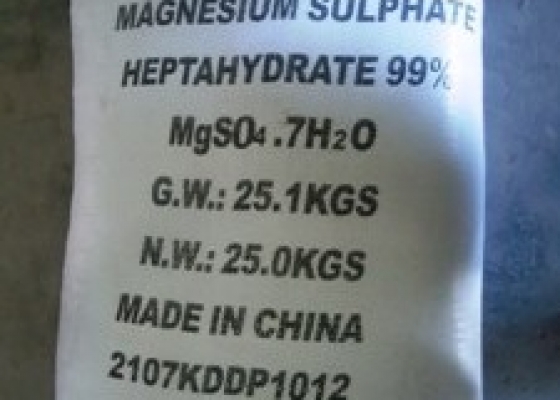 MAGNESIUM SULPHATE
HEPTAHYDRATE 99%
MgSO4.7H2O
G.W.: 25.1KGS
N.W.: 25.0KGS
MADE IN CHINA
2107KDDP1012